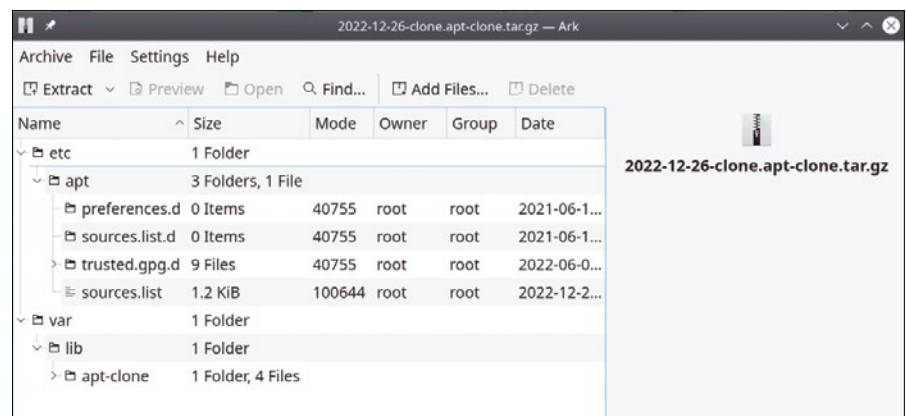 2022-12-26-clone.apt-clone.tar.gz — Ark
Archive File Settings Help
Extract Preview Open Find... Add Files... Delete
Name Size Mode Owner Group Date
etc 1 Folder
apt 3 Folders, 1 File
preferences.d 0 Items 40755 root root 2021-06-1...
sources.list.d 0 Items 40755 root root 2021-06-1...
trusted.gpg.d 9 Files 40755 root root 2022-06-0...
sources.list 1.2 KiB 100644 root root 2022-12-2...
var 1 Folder
lib 1 Folder
apt-clone 1 Folder, 4 Files
2022-12-26-clone.apt-clone.tar.gz